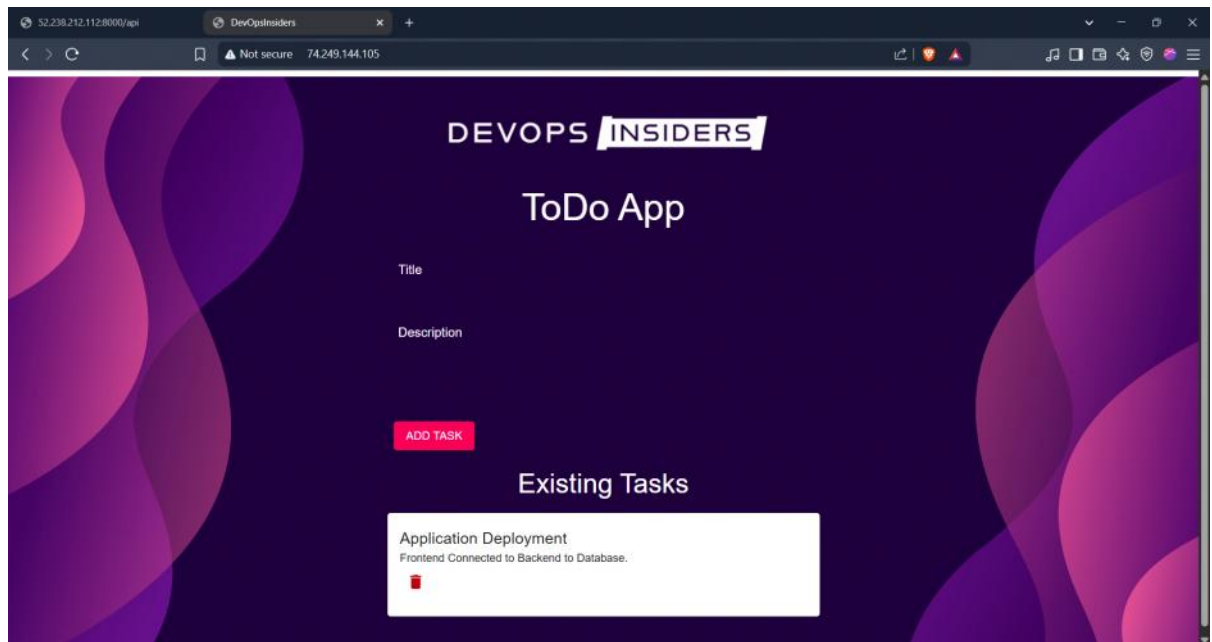 52.238.212.112:8000/api
DevOpsInsiders
Not secure 74.249.144.105
DEVOPS INSIDERS
ToDo App
Title
Description
ADD TASK
Existing Tasks
Application Deployment
Frontend Connected to Backend to Database.